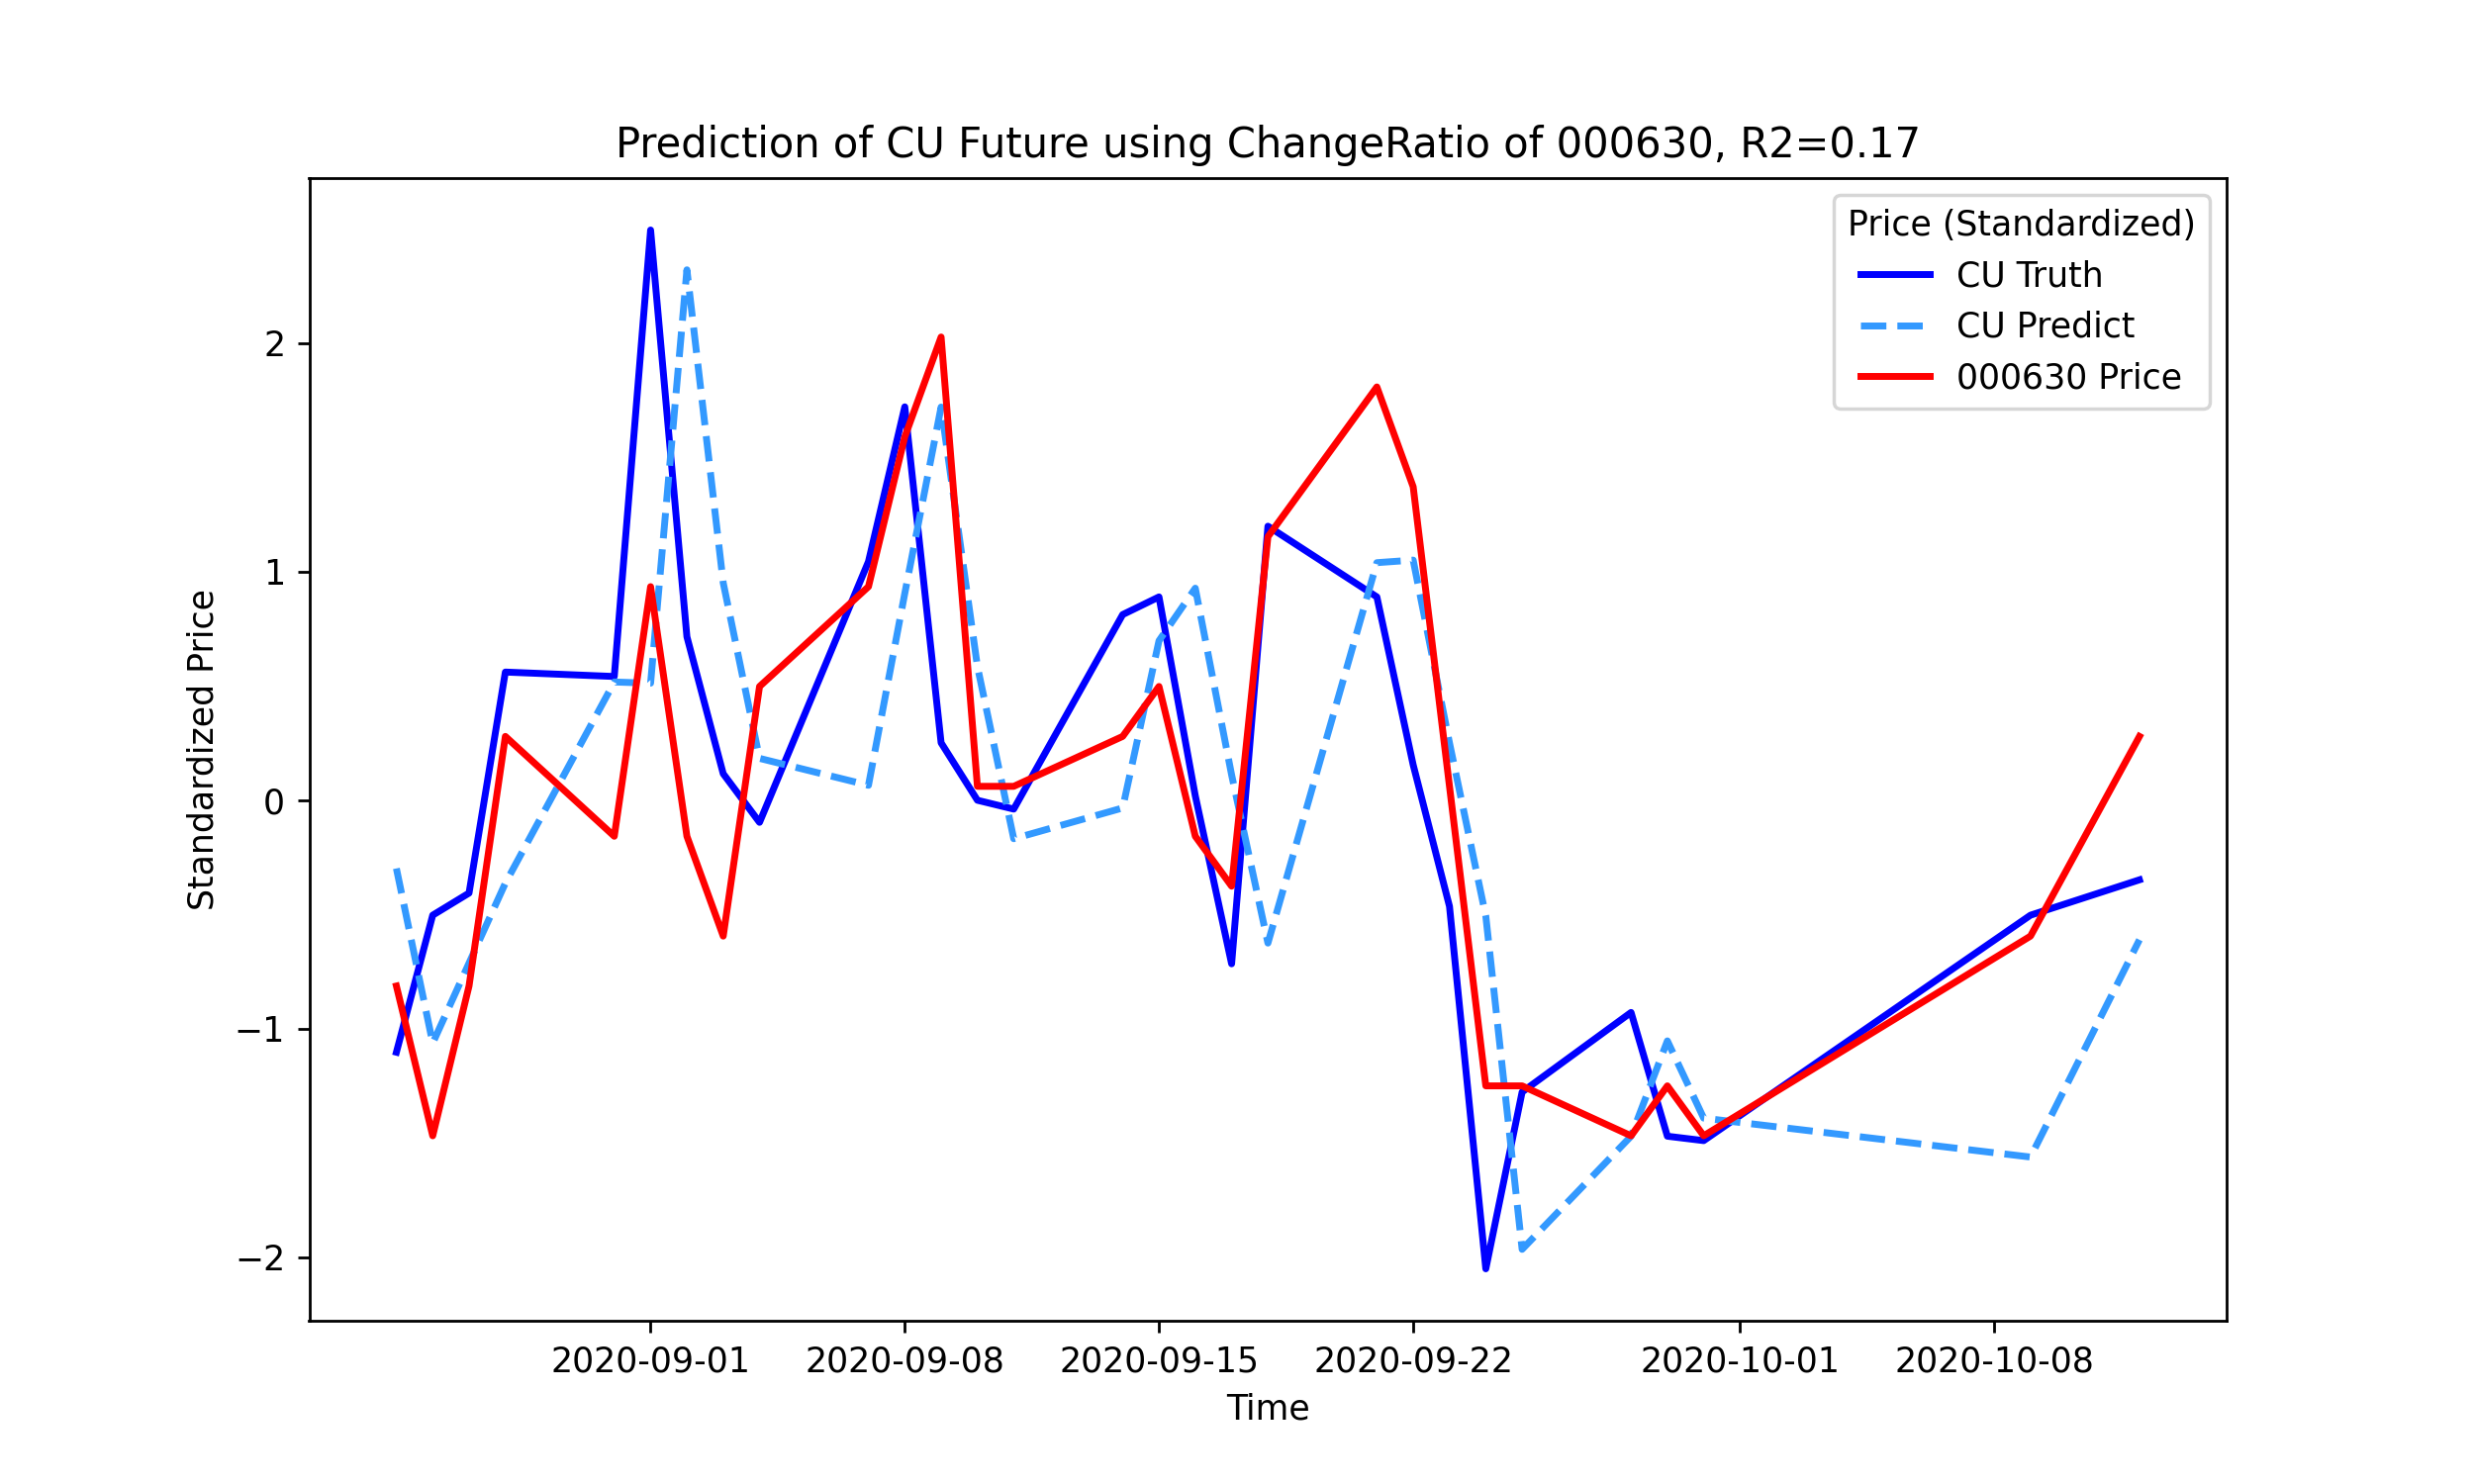 Prediction of CU Future using ChangeRatio of 000630, R2=0.17
Price (Standardized)
CU Truth
CU Predict
000630 Price
Standardized Price
2
1
0
−1
−2
2020-09-01
2020-09-08
2020-09-15
2020-09-22
2020-10-01
2020-10-08
Time